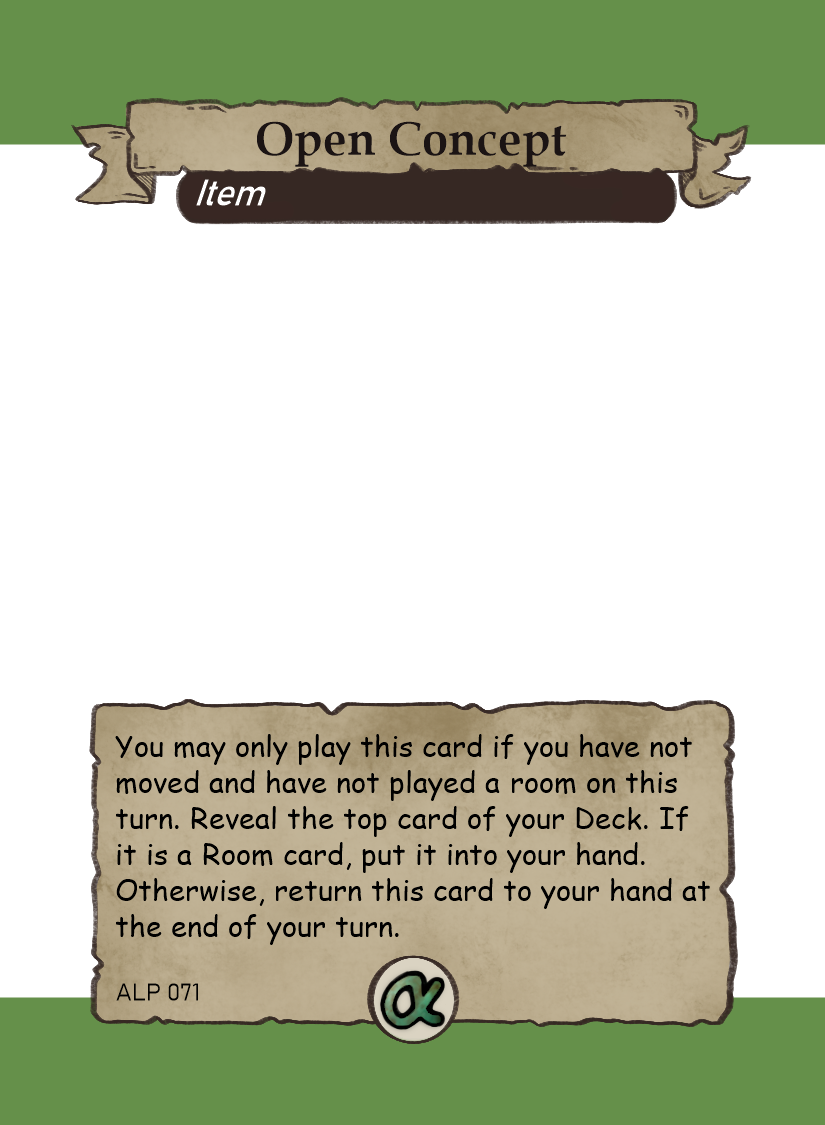 Open Concept
Item
You may only play this card if you have not
moved and have not played a room on this
turn. Reveal the top card of your Deck. If
it is a Room card, put it into your hand.
Otherwise, return this card to your hand at
the end of your turn.
ALP 071
α